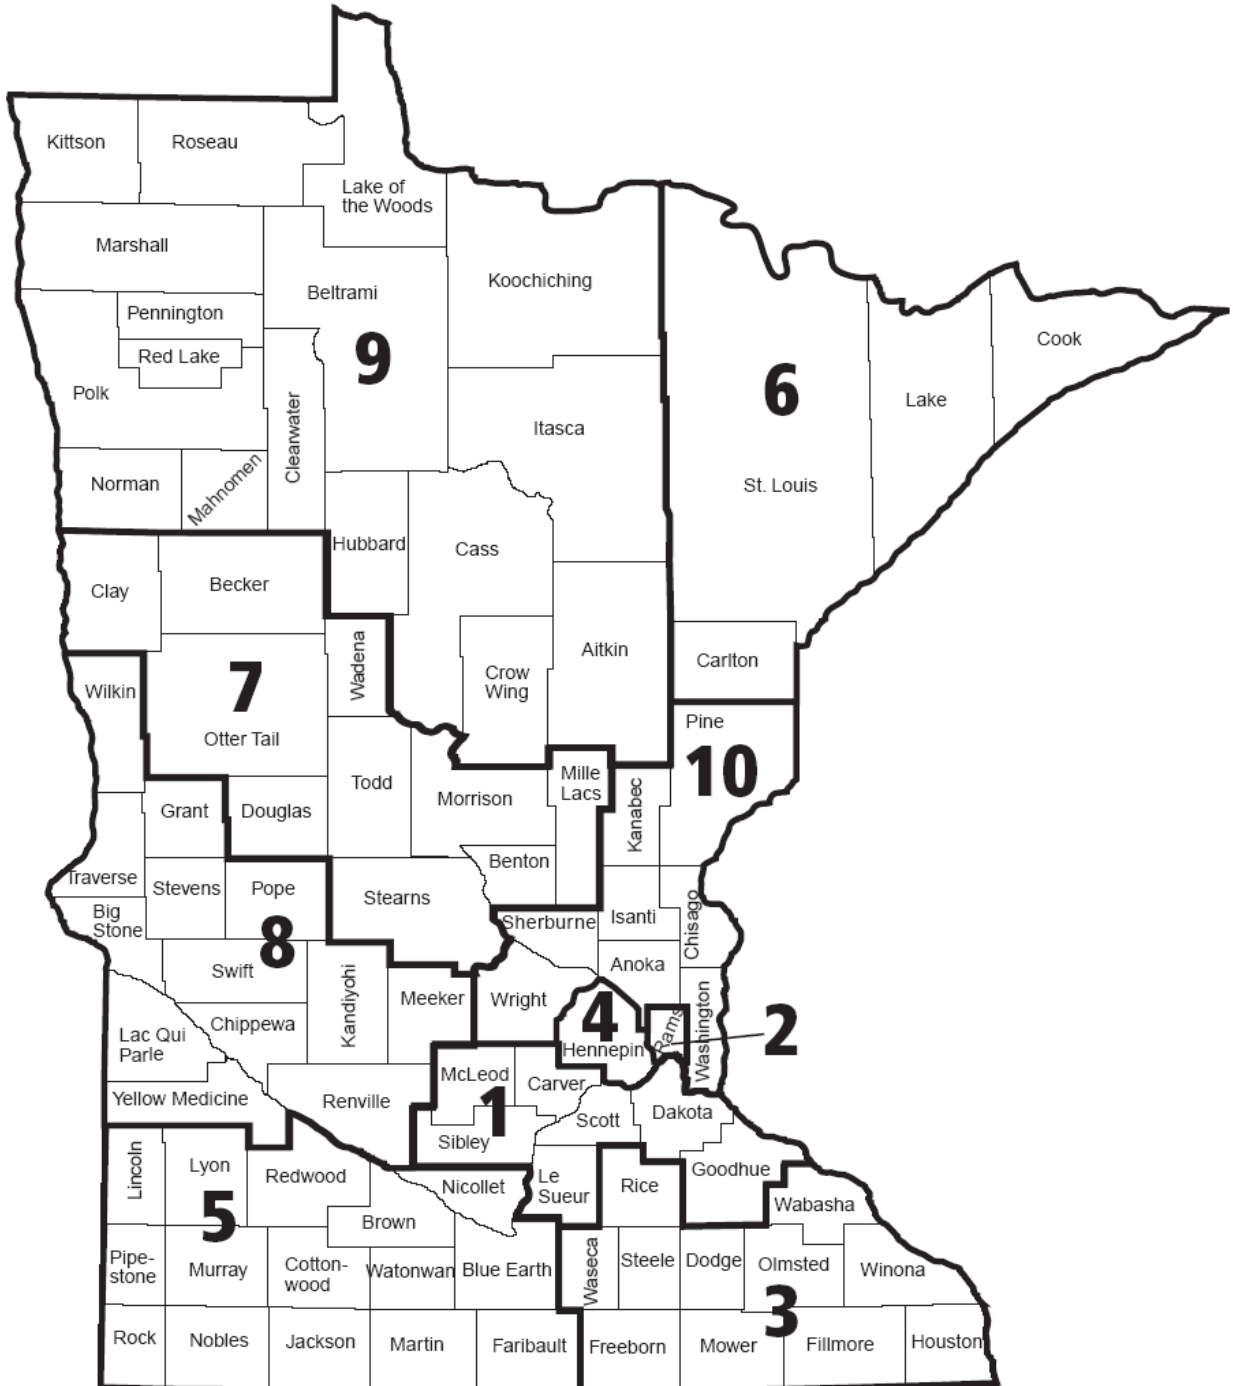 Kittson
Roseau
Lake of
the Woods
Marshall
Koochiching
Beltrami
Pennington
Red Lake
9
Cook
Polk
6
Lake
Clearwater
Itasca
Norman
Mahnomen
St. Louis
Hubbard
Cass
Clay
Becker
Wadena
Aitkin
Carlton
7
Crow
Wing
Wilkin
Otter Tail
Pine
10
Todd
Mille
Lacs
Morrison
Kanabec
Grant
Douglas
Benton
Traverse
Stevens
Pope
Stearns
Big
Stone
Sherburne
Isanti
Chisago
8
Swift
Anoka
Kandiyohi
Meeker
Wright
4
Washington
2
Chippewa
Rams
Lac Qui
Parle
Hennepin
McLeod
Carver
1
Yellow Medicine
Renville
Scott
Dakota
Sibley
Lincoln
Lyon
Redwood
Nicollet
Le
Sueur
Rice
Goodhue
Wabasha
5
Brown
Pipe-
stone
Murray
Cotton-
wood
Watonwan
Blue Earth
Waseca
Steele
Dodge
Olmsted
Winona
3
Rock
Nobles
Jackson
Martin
Faribault
Freeborn
Mower
Fillmore
Houston